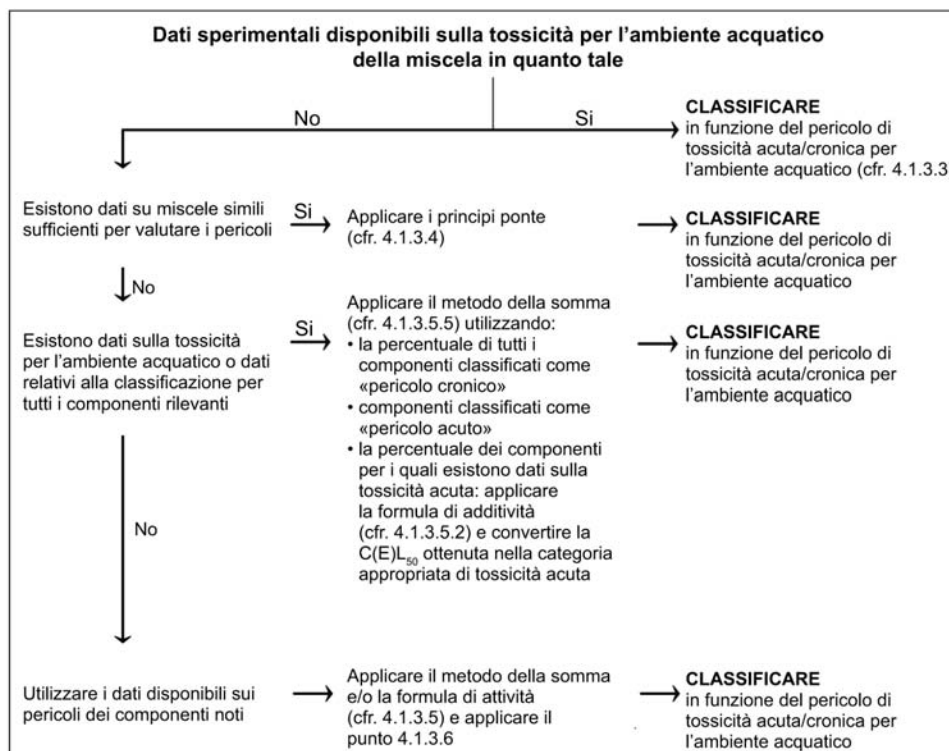 Dati sperimentali disponibili sulla tossicità per l'ambiente acquatico
della miscela in quanto tale
No
Si
CLASSIFICARE
in funzione del pericolo di
tossicità acuta/cronica per
l'ambiente acquatico (cfr. 4.1.3.3
Esistono dati su miscele simili
sufficienti per valutare i pericoli
Si
Applicare i principi ponte
(cfr. 4.1.3.4)
CLASSIFICARE
in funzione del pericolo di
tossicità acuta/cronica per
l'ambiente acquatico
No
Esistono dati sulla tossicità
per l'ambiente acquatico o dati
relativi alla classificazione per
tutti i componenti rilevanti
Si
Applicare il metodo della somma
(cfr. 4.1.3.5.5) utilizzando:
• la percentuale di tutti i
componenti classificati come
«pericolo cronico»
• componenti classificati come
«pericolo acuto»
• la percentuale dei componenti
per i quali esistono dati sulla
tossicità acuta: applicare
la formula di additività
(cfr. 4.1.3.5.2) e convertire la
C(E)L50 ottenuta nella categoria
appropriata di tossicità acuta
CLASSIFICARE
in funzione del pericolo di
tossicità acuta/cronica per
l'ambiente acquatico
No
Utilizzare i dati disponibili sui
pericoli dei componenti noti
Applicare il metodo della somma
e/o la formula di attività
(cfr. 4.1.3.5) e applicare il
punto 4.1.3.6
CLASSIFICARE
in funzione del pericolo di
tossicità acuta/cronica per
l'ambiente acquatico